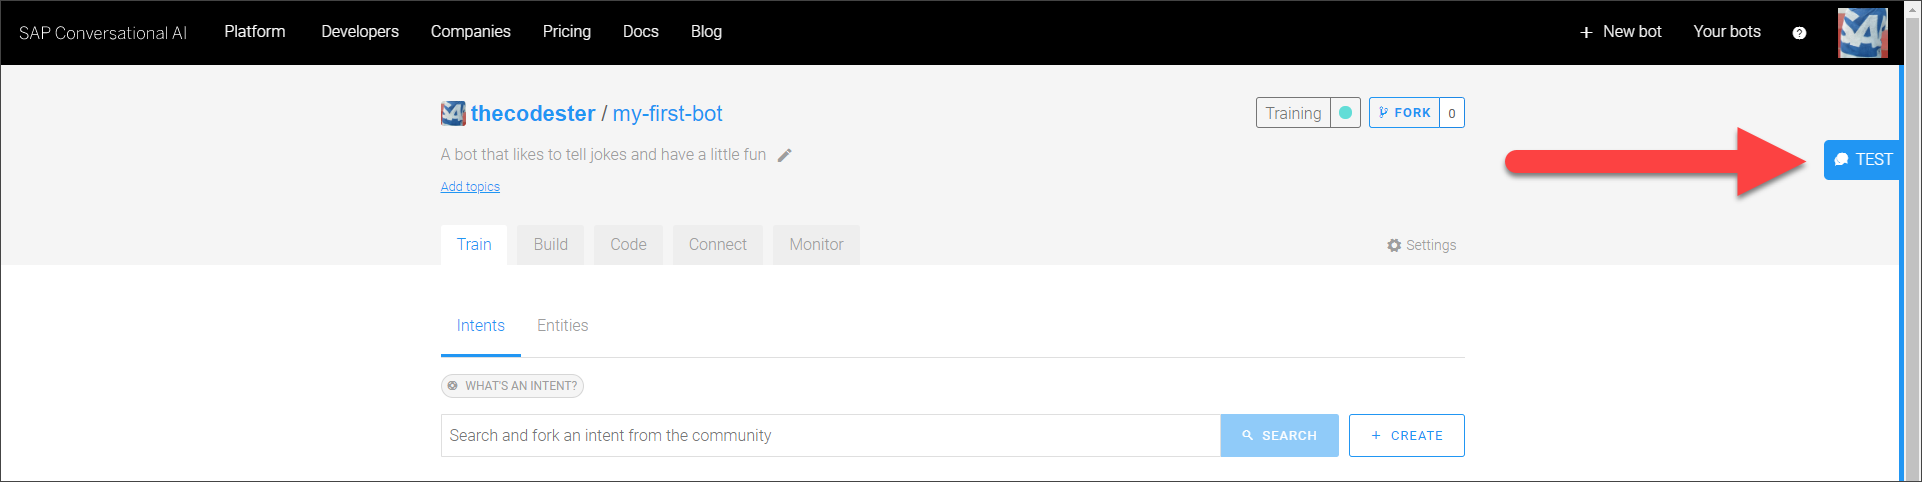 SAP Conversational AI Platform Developers Companies Pricing Docs Blog + New bot Your bots ?
thecodester / my-first-bot Training FORK 0
A bot that likes to tell jokes and have a little fun TEST
Add topics
Train Build Code Connect Monitor Settings
Intents Entities
WHAT'S AN INTENT?
Search and fork an intent from the community SEARCH + CREATE